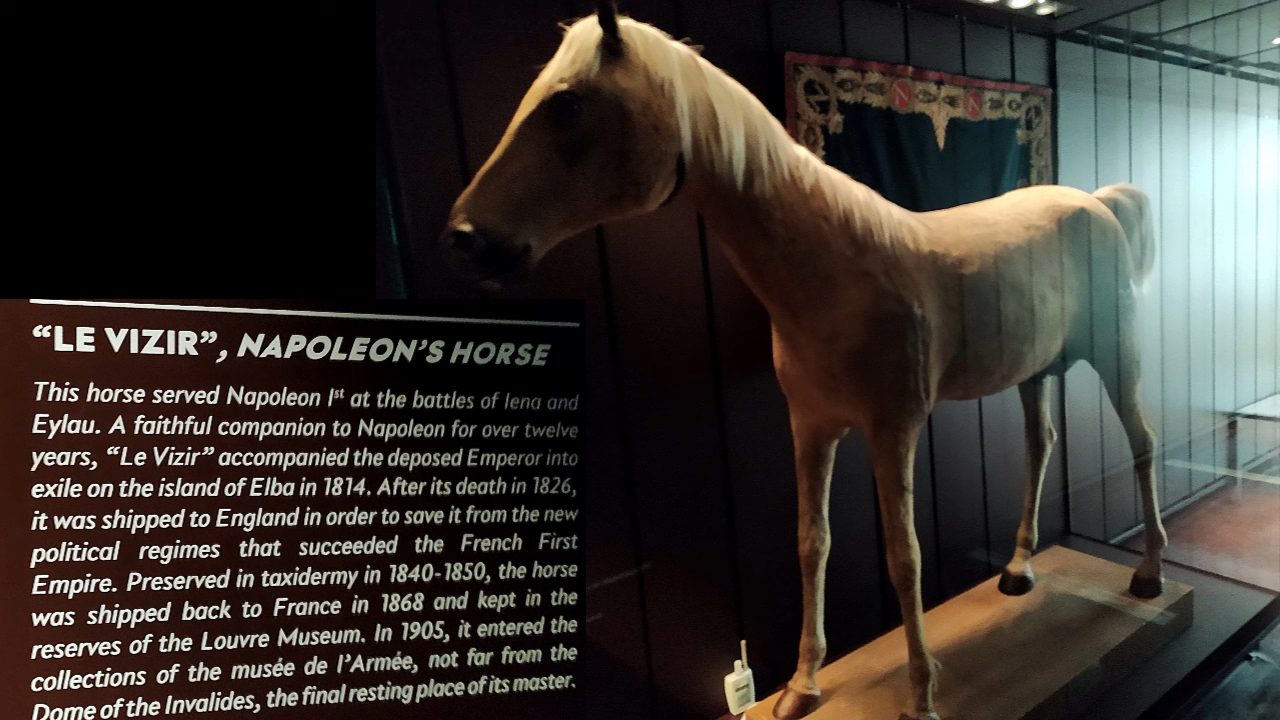 “LE VIZIR”, NAPOLEON’S HORSE
This horse served Napoleon Iˢᵗ at the battles of Iena and
Eylau. A faithful companion to Napoleon for over twelve
years, “Le Vizir” accompanied the deposed Emperor into
exile on the island of Elba in 1814. After its death in 1826,
it was shipped to England in order to save it from the new
political regimes that succeeded the French First
Empire. Preserved in taxidermy in 1840-1850, the horse
was shipped back to France in 1868 and kept in the
reserves of the Louvre Museum. In 1905, it entered the
collections of the musée de l’Armée, not far from the
Dome of the Invalides, the final resting place of its master.
N N